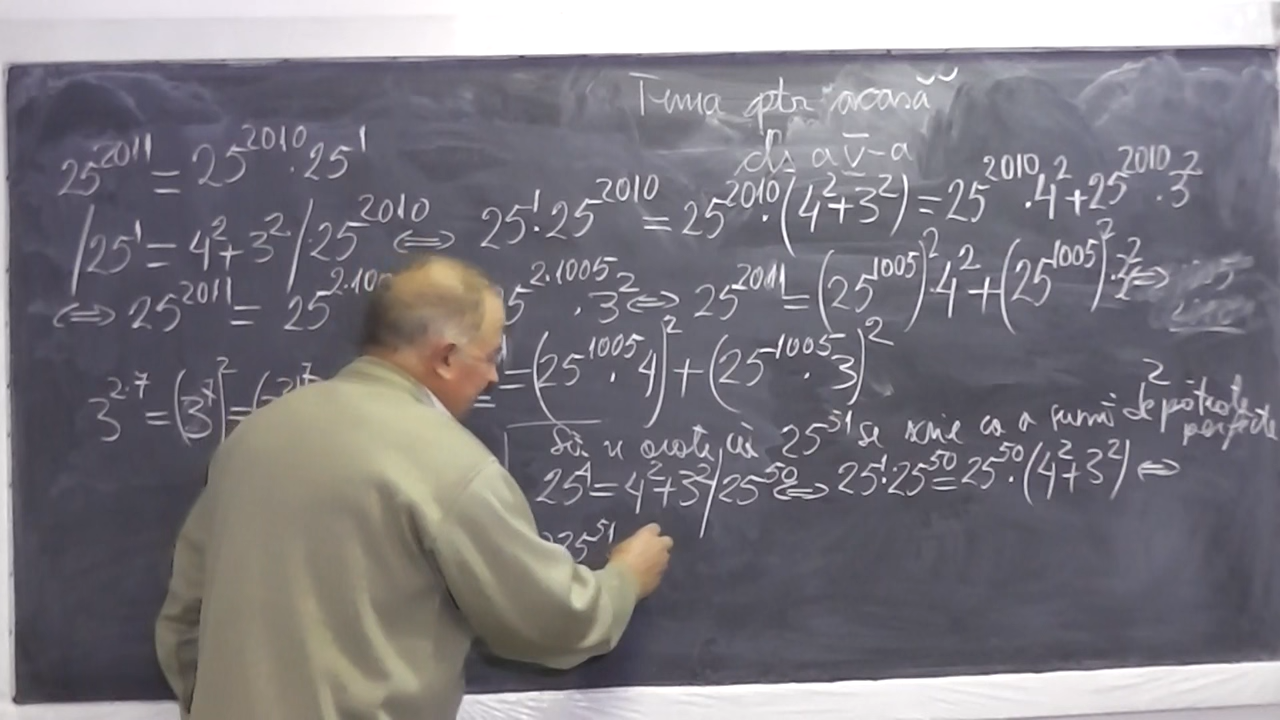 Tema ptr acasă
cls a V-a
25^2011 = 25^2010 · 25^1
/25^1 = 4^2 + 3^2 / · 25^2010 ⇔ 25^1 · 25^2010 = 25^2010 · (4^2 + 3^2) = 25^2010 · 4^2 + 25^2010 · 3^2
⇔ 25^2011 = 25^2·100 5^2·1005 · 3^2 ⇔ 25^2011 = (25^1005)^2 · 4^2 + (25^1005)^2 · 3^2 ⇔
= (25^1005 · 4)^2 + (25^1005 · 3)^2
3^2·7 = (3^7)^2 =
Să se arate că 25^51 se scrie ca o sumă de 2 pătrate perfecte
25^1 = 4^2 + 3^2 / 25^50 ⇔ 25^1 · 25^50 = 25^50 · (4^2 + 3^2) ⇔
25^51